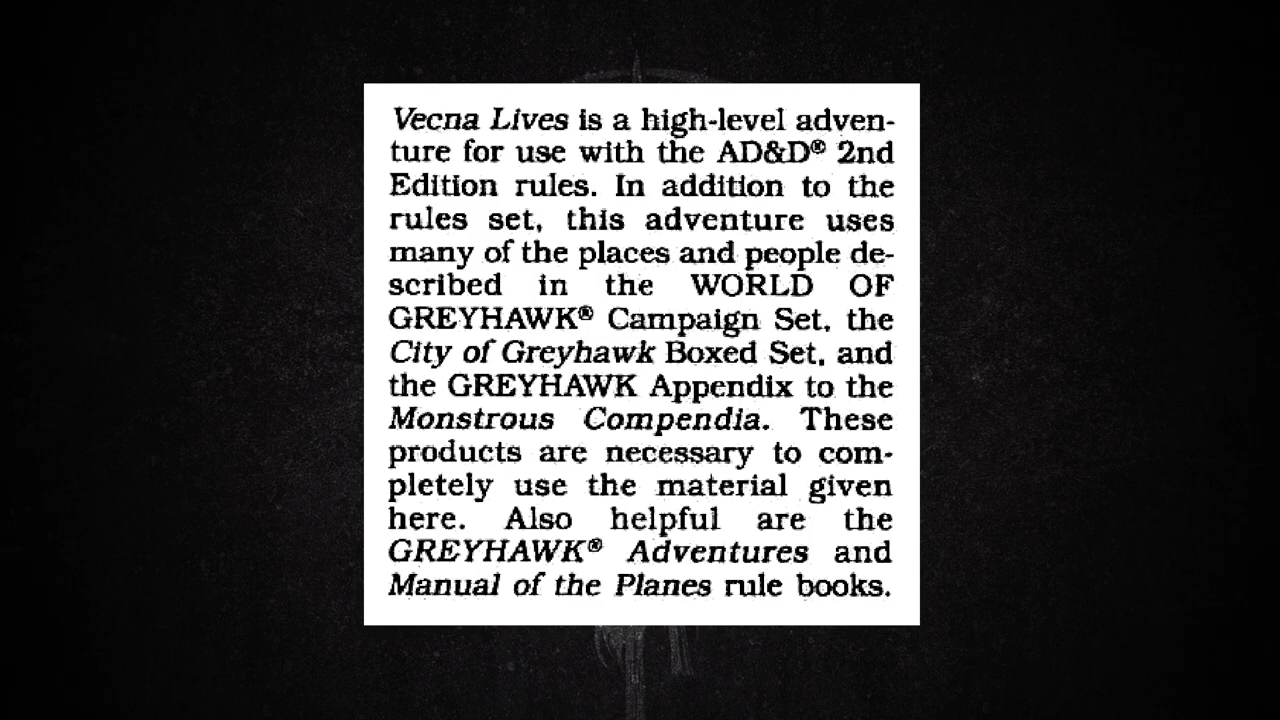 Vecna Lives is a high-level adven-
ture for use with the AD&D® 2nd
Edition rules. In addition to the
rules set, this adventure uses
many of the places and people de-
scribed in the WORLD OF
GREYHAWK® Campaign Set, the
City of Greyhawk Boxed Set, and
the GREYHAWK Appendix to the
Monstrous Compendia. These
products are necessary to com-
pletely use the material given
here. Also helpful are the
GREYHAWK® Adventures and
Manual of the Planes rule books.